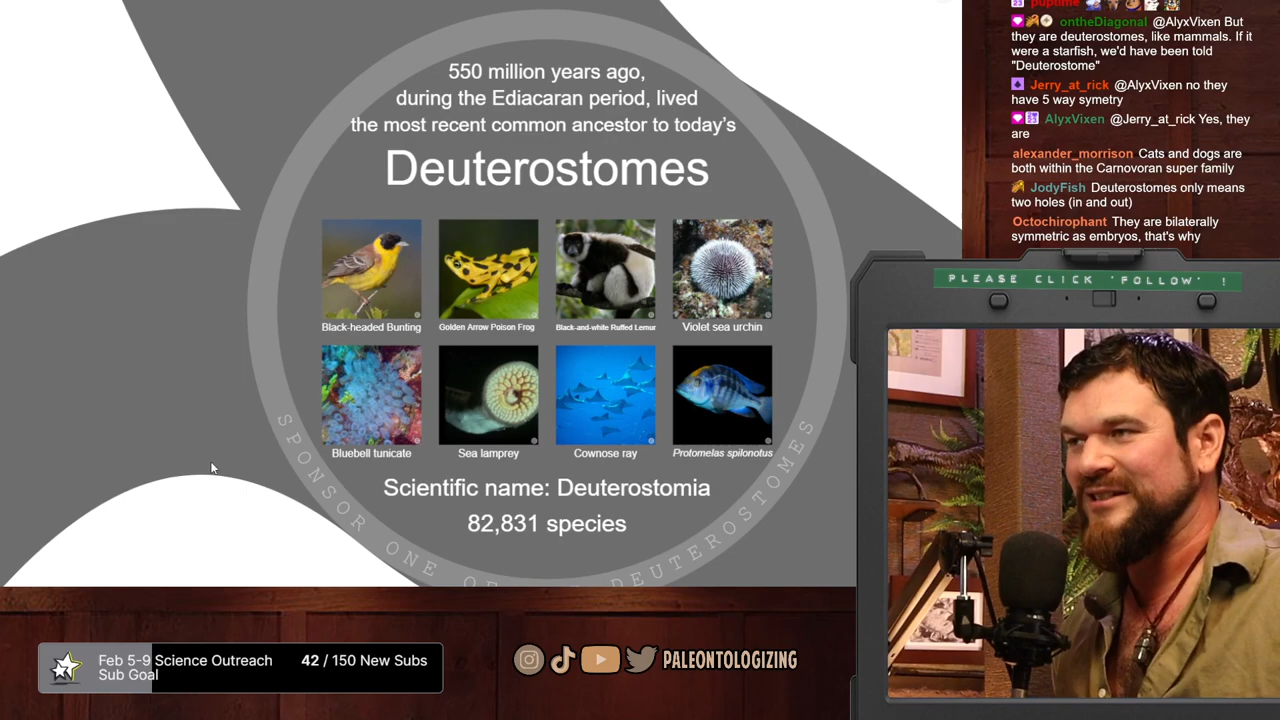 550 million years ago,
during the Ediacaran period, lived
the most recent common ancestor to today’s
Deuterostomes
Black-headed Bunting
Golden Arrow Poison Frog
Black-and-white Ruffed Lemur
Violet sea urchin
Bluebell tunicate
Sea lamprey
Cownose ray
Protomelas spilonotus
Scientific name: Deuterostomia
82,831 species
SPONSOR ONE OF DEUTEROSTOMES
puptime
ontheDiagonal @AlyxVixen But
they are deuterostomes, like mammals. If it
were a starfish, we'd have been told
"Deuterostome"
Jerry_at_rick @AlyxVixen no they
have 5 way symetry
AlyxVixen @Jerry_at_rick Yes, they
are
alexander_morrison Cats and dogs are
both within the Carnovoran super family
JodyFish Deuterostomes only means
two holes (in and out)
Octochirophant They are bilaterally
symmetric as embryos, that's why
PLEASE CLICK 'FOLLOW' !
Feb 5-9 Science Outreach
Sub Goal
42 / 150 New Subs
PALEONTOLOGIZING